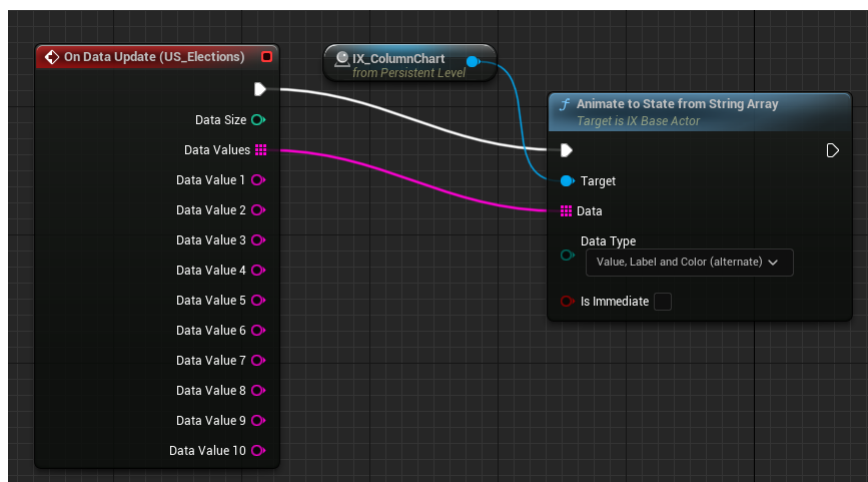 On Data Update (US_Elections)
Data Size
Data Values
Data Value 1
Data Value 2
Data Value 3
Data Value 4
Data Value 5
Data Value 6
Data Value 7
Data Value 8
Data Value 9
Data Value 10
IX_ColumnChart
from Persistent Level
f Animate to State from String Array
Target is IX Base Actor
Target
Data
Data Type
Value, Label and Color (alternate)
Is Immediate